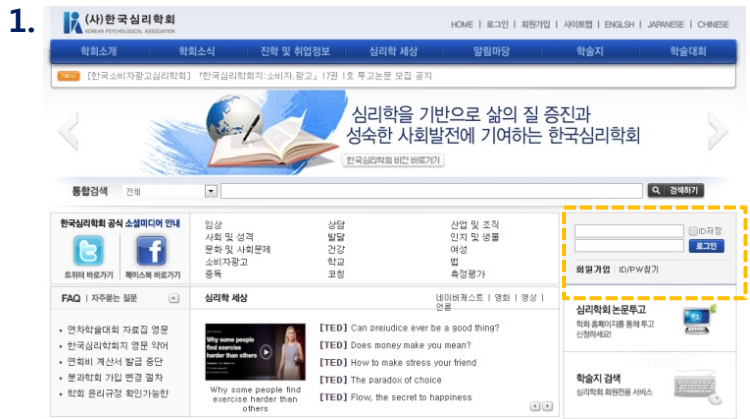 1.
(사)한국심리학회
KOREAN PSYCHOLOGICAL ASSOCIATION
HOME | 로그인 | 회원가입 | 사이트맵 | ENGLISH | JAPANESE | CHINESE
학회소개 학회소식 진학 및 취업정보 심리학 세상 알림마당 학술지 학술대회
NEW [한국소비자광고심리학회] 「한국심리학회지:소비자.광고」 17권 1호 투고논문 모집 공지
심리학을 기반으로 삶의 질 증진과
성숙한 사회발전에 기여하는 한국심리학회
한국심리학회 비전 바로가기
통합검색 전체 검색하기
한국심리학회 공식 소셜미디어 안내
트위터 바로가기 페이스북 바로가기
임상 상담 산업 및 조직
사회 및 성격 발달 인지 및 생물
문화 및 사회문제 건강 여성
소비자광고 학교 법
중독 코칭 측정평가
ID저장
로그인
회원가입 ID/PW찾기
FAQ | 자주묻는 질문
• 연차학술대회 자료집 영문
• 한국심리학회지 영문 약어
• 연회비 계산서 발급 중단
• 분과학회 가입 변경 절차
• 학회 윤리규정 확인가능한
심리학 세상 네이버캐스트 | 영화 | 영상 |
언론
Why some people
find exercise
harder than others
Why some people find
exercise harder than
others
[TED] Can prejudice ever be a good thing?
[TED] Does money make you mean?
[TED] How to make stress your friend
[TED] The paradox of choice
[TED] Flow, the secret to happiness
심리학회 논문투고
학회 홈페이지를 통해 투고
신청하세요!
학술지 검색
심리학회 회원전용 서비스